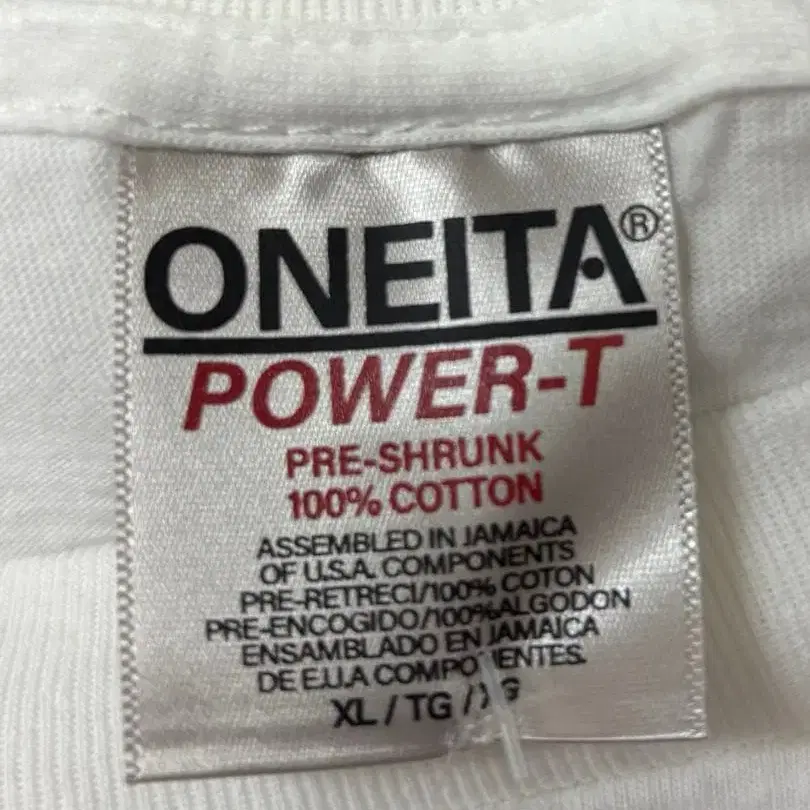 ONEITA®
POWER-T
PRE-SHRUNK
100% COTTON
ASSEMBLED IN JAMAICA
OF U.S.A. COMPONENTS
PRE-RETRECI/100% COTON
PRE-ENCOGIDO/100%ALGODON
ENSAMBLADO EN JAMAICA
DE E.U.A COMPONENTES.
XL / TG / XG